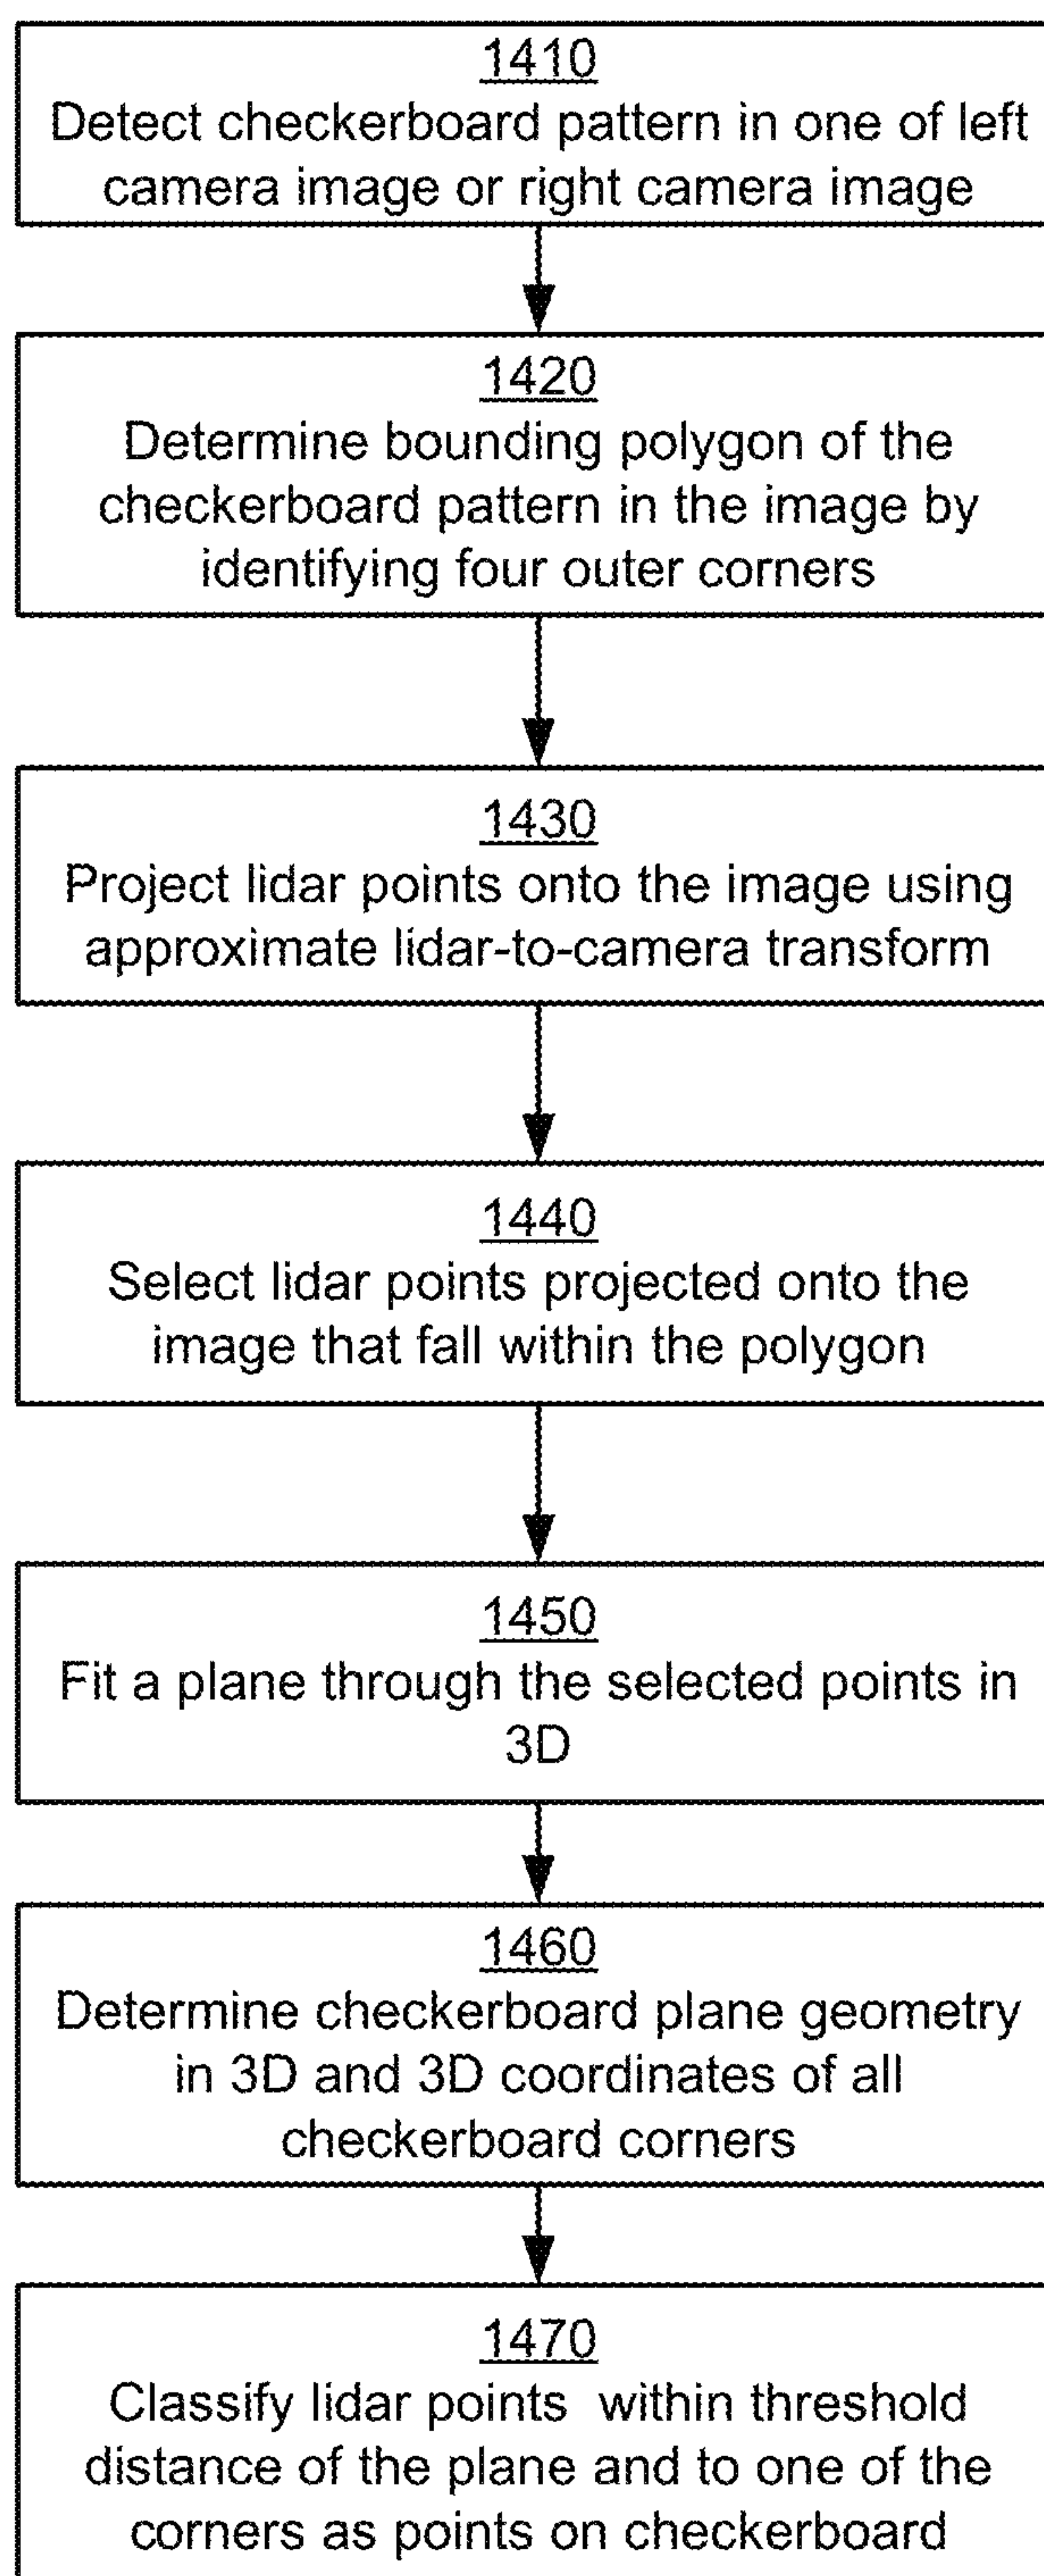 1410
Detect checkerboard pattern in one of left
camera image or right camera image
1420
Determine bounding polygon of the
checkerboard pattern in the image by
identifying four outer corners
1430
Project lidar points onto the image using
approximate lidar-to-camera transform
1440
Select lidar points projected onto the
image that fall within the polygon
1450
Fit a plane through the selected points in
3D
1460
Determine checkerboard plane geometry
in 3D and 3D coordinates of all
checkerboard corners
1470
Classify lidar points within threshold
distance of the plane and to one of the
corners as points on checkerboard